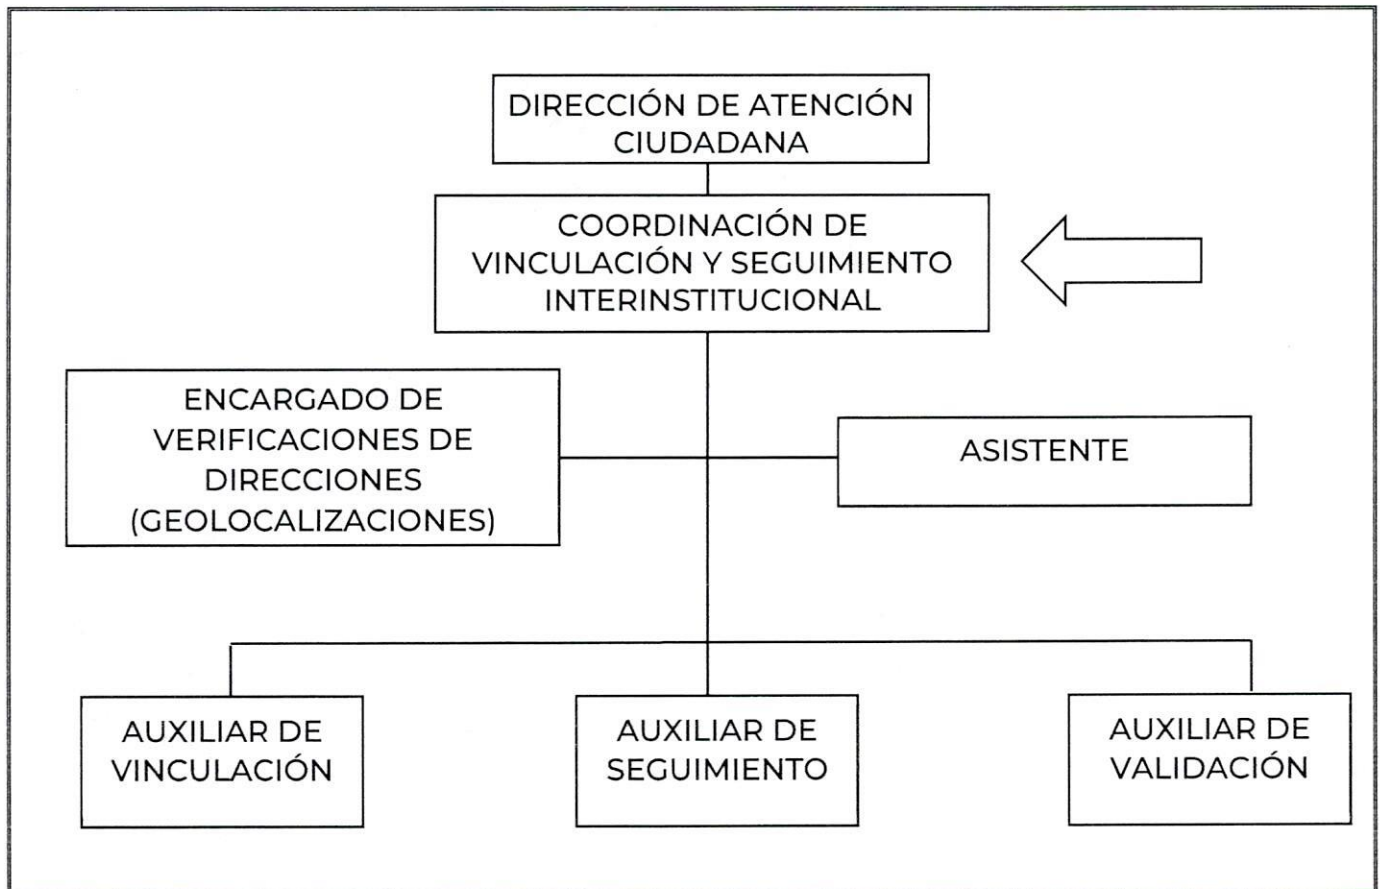 DIRECCIÓN DE ATENCIÓN
CIUDADANA
COORDINACIÓN DE
VINCULACIÓN Y SEGUIMIENTO
INTERINSTITUCIONAL
ENCARGADO DE
VERIFICACIONES DE
DIRECCIONES
(GEOLOCALIZACIONES)
ASISTENTE
AUXILIAR DE
VINCULACIÓN
AUXILIAR DE
SEGUIMIENTO
AUXILIAR DE
VALIDACIÓN